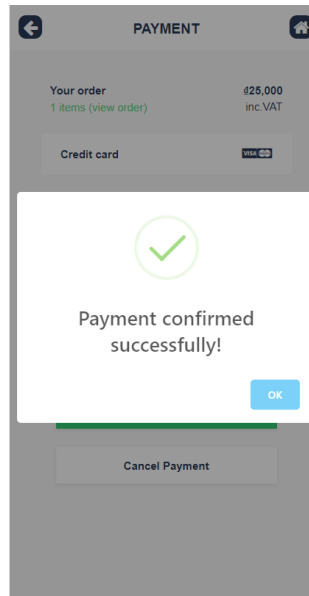 PAYMENT
Your order
₫25,000
1 items (view order)
inc.VAT
Credit card
VISA
Payment confirmed
successfully!
OK
Cancel Payment